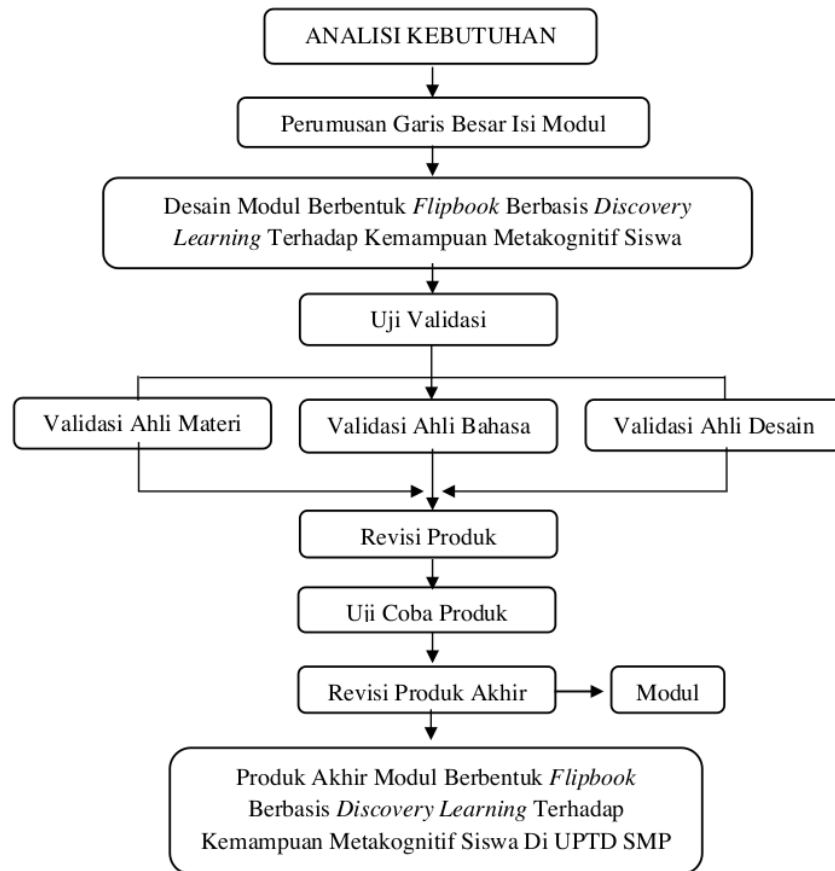 ANALISI KEBUTUHAN
Perumusan Garis Besar Isi Modul
Desain Modul Berbentuk Flipbook Berbasis Discovery
Learning Terhadap Kemampuan Metakognitif Siswa
Uji Validasi
Validasi Ahli Materi
Validasi Ahli Bahasa
Validasi Ahli Desain
Revisi Produk
Uji Coba Produk
Revisi Produk Akhir
Modul
Produk Akhir Modul Berbentuk Flipbook
Berbasis Discovery Learning Terhadap
Kemampuan Metakognitif Siswa Di UPTD SMP